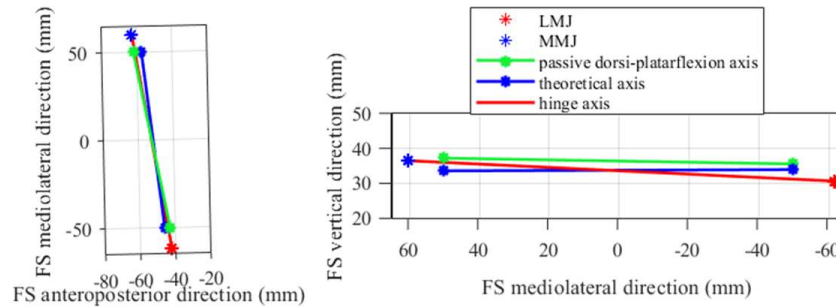 FS mediolateral direction (mm)
50
0
-50
-80 -60 -40 -20
FS anteroposterior direction (mm)
LMJ
MMJ
passive dorsi-platarflexion axis
theoretical axis
hinge axis
FS vertical direction (mm)
50
40
30
20
60 40 20 0 -20 -40 -60
FS mediolateral direction (mm)